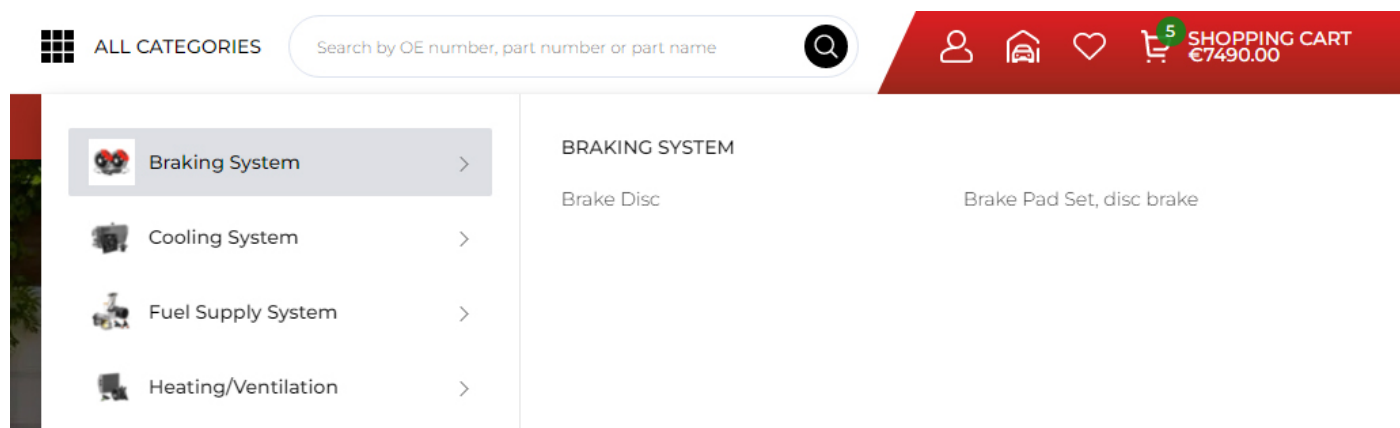 ALL CATEGORIES
Search by OE number, part number or part name
5
SHOPPING CART
€7490.00
Braking System
Cooling System
Fuel Supply System
Heating/Ventilation
BRAKING SYSTEM
Brake Disc
Brake Pad Set, disc brake